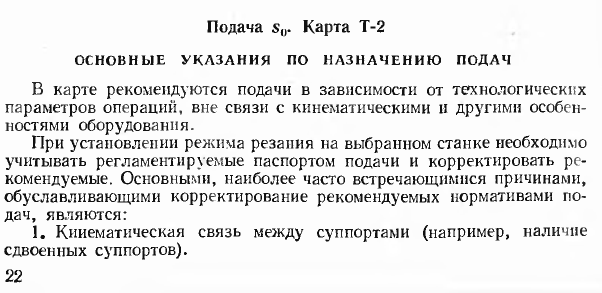 Подача s₀. Карта Т-2
ОСНОВНЫЕ УКАЗАНИЯ ПО НАЗНАЧЕНИЮ ПОДАЧ
В карте рекомендуются подачи в зависимости от технологических
параметров операций, вне связи с кинематическими и другими особен-
ностями оборудования.
При установлении режима резания на выбранном станке необходимо
учитывать регламентируемые паспортом подачи и корректировать ре-
комендуемые. Основными, наиболее часто встречающимися причинами,
обуславливающими корректирование рекомендуемых нормативами по-
дач, являются:
1. Кинематическая связь между суппортами (например, наличие
сдвоенных суппортов).
22